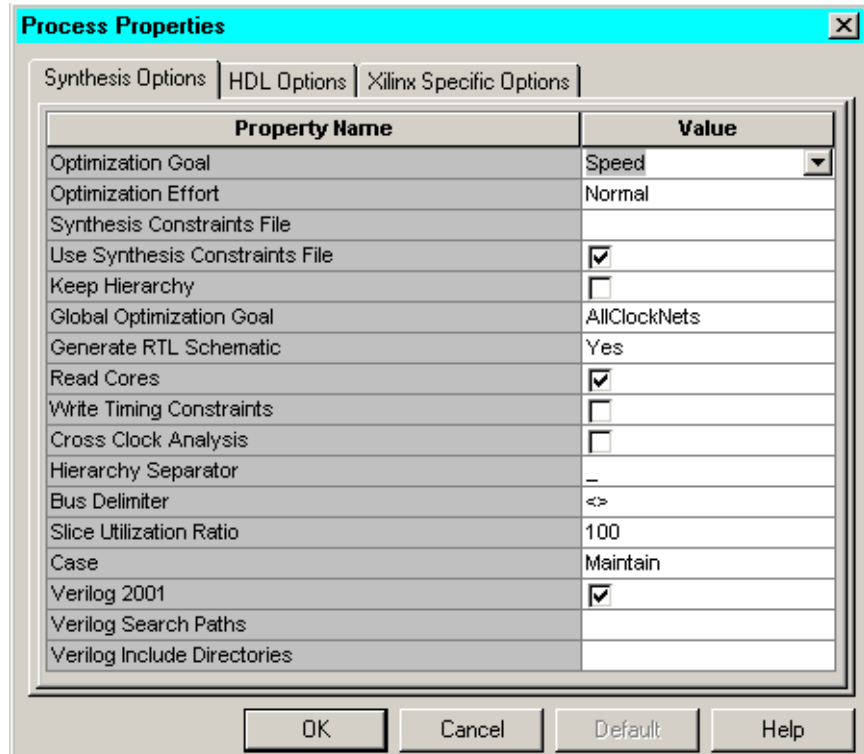 Process Properties
Synthesis Options HDL Options Xilinx Specific Options
Property Name Value
Optimization Goal Speed
Optimization Effort Normal
Synthesis Constraints File
Use Synthesis Constraints File
Keep Hierarchy
Global Optimization Goal AllClockNets
Generate RTL Schematic Yes
Read Cores
Write Timing Constraints
Cross Clock Analysis
Hierarchy Separator _
Bus Delimiter <>
Slice Utilization Ratio 100
Case Maintain
Verilog 2001
Verilog Search Paths
Verilog Include Directories
OK Cancel Default Help